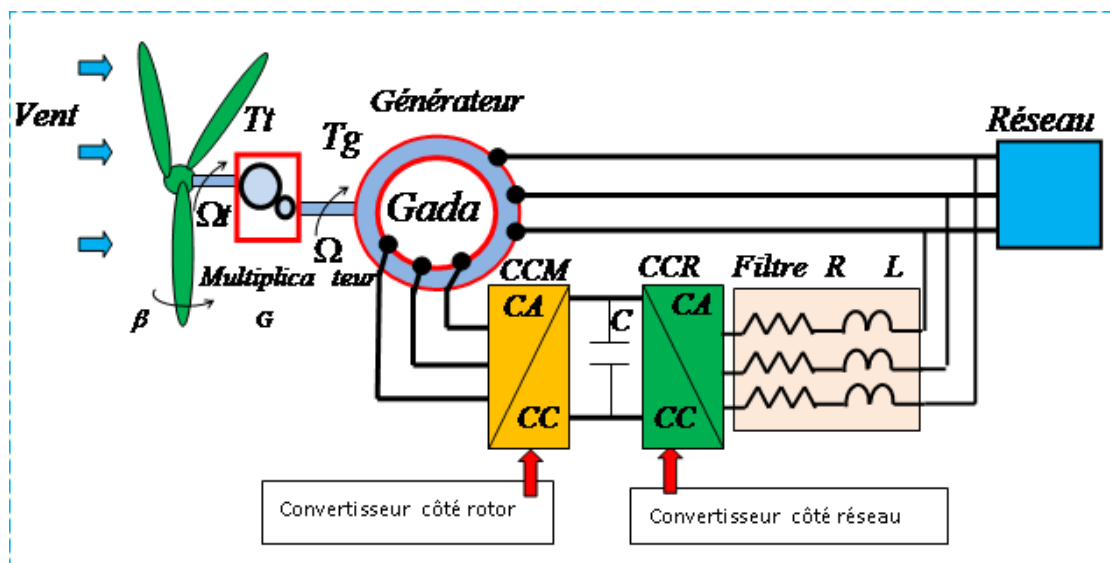 Vent
Tt
Tg
Générateur
Réseau
Gada
Ωt
Ω
Multiplica teur
β
G
CCM
CCR
Filtre R L
CA
C
CA
CC
CC
Convertisseur côté rotor
Convertisseur côté réseau